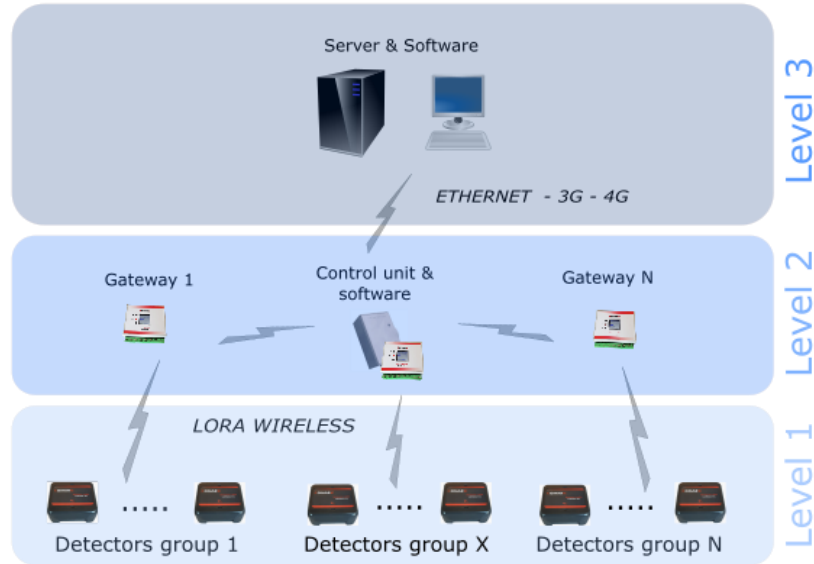 Server & Software
ETHERNET - 3G - 4G
Level 3
Gateway 1
Control unit &
software
Gateway N
Level 2
LORA WIRELESS
Detectors group 1
Detectors group X
Detectors group N
Level 1